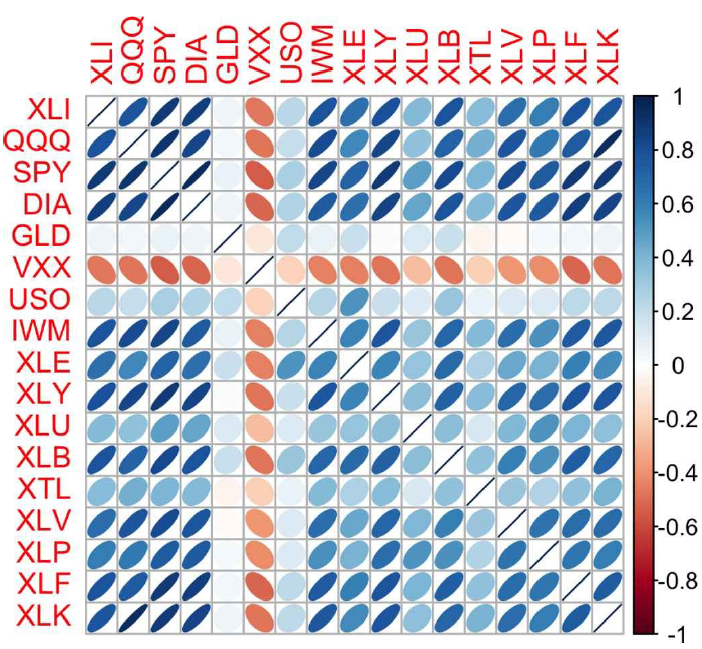 XLI QQQ SPY DIA GLD VXX USO IWM XLE XLY XLU XLB XTL XLV XLP XLF XLK
XLI
QQQ
SPY
DIA
GLD
VXX
USO
IWM
XLE
XLY
XLU
XLB
XTL
XLV
XLP
XLF
XLK
1
0.8
0.6
0.4
0.2
0
-0.2
-0.4
-0.6
-0.8
-1